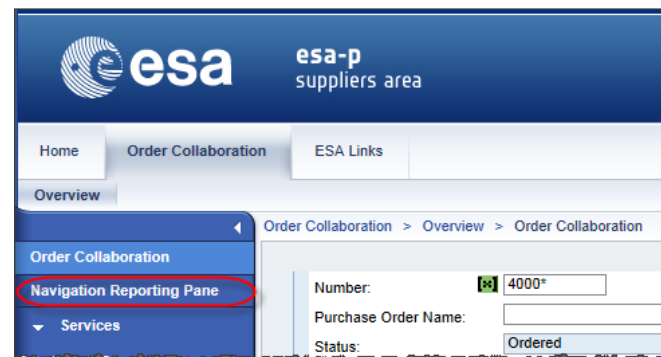 esa
esa-p
suppliers area
Home Order Collaboration ESA Links
Overview
Order Collaboration > Overview > Order Collaboration
Order Collaboration
Navigation Reporting Pane
Number: 4000*
Services
Purchase Order Name:
Status: Ordered